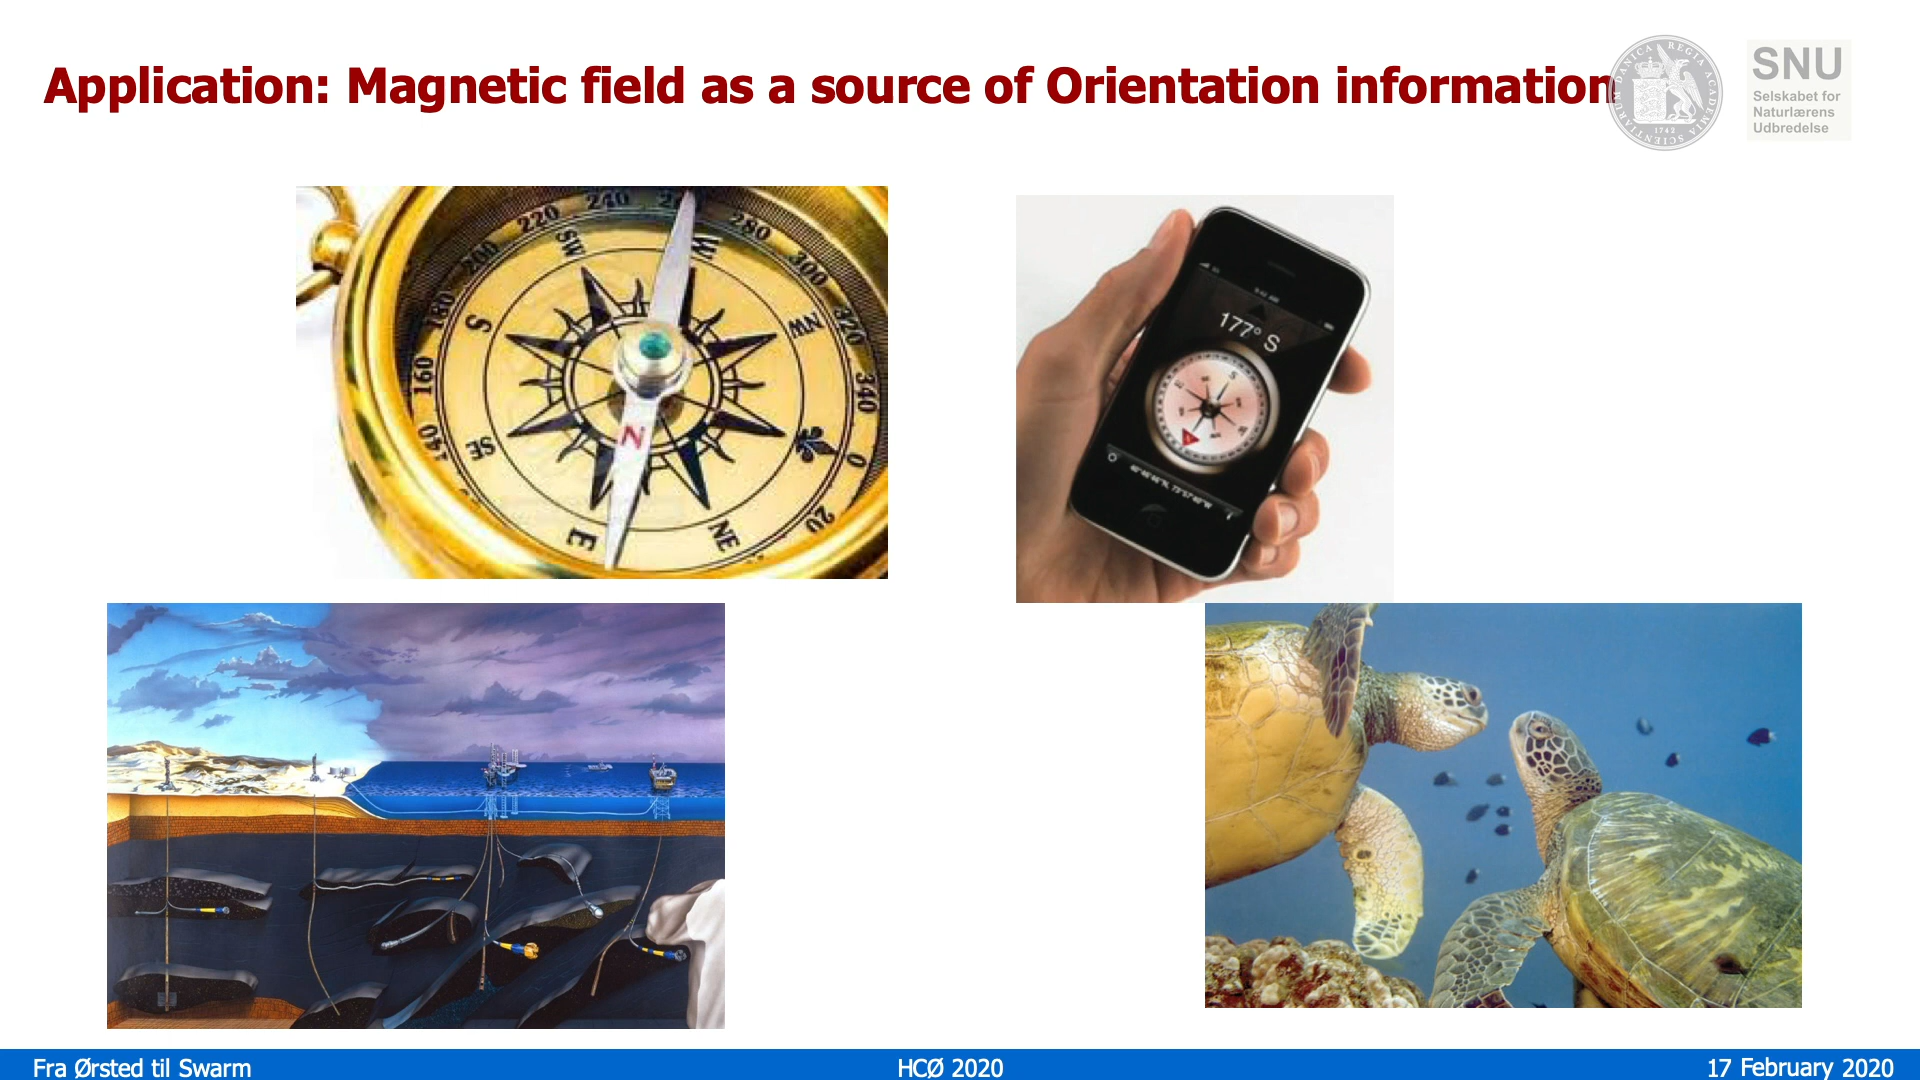 Application: Magnetic field as a source of Orientation information
SNU
Selskabet for
Naturlærens
Udbredelse
1742
240
220
280
200
SW
W
300
180
S
NW
320
160
340
N
140
SE
0
20
E
NE
177° S
S
Fra Ørsted til Swarm
HCØ 2020
17 February 2020